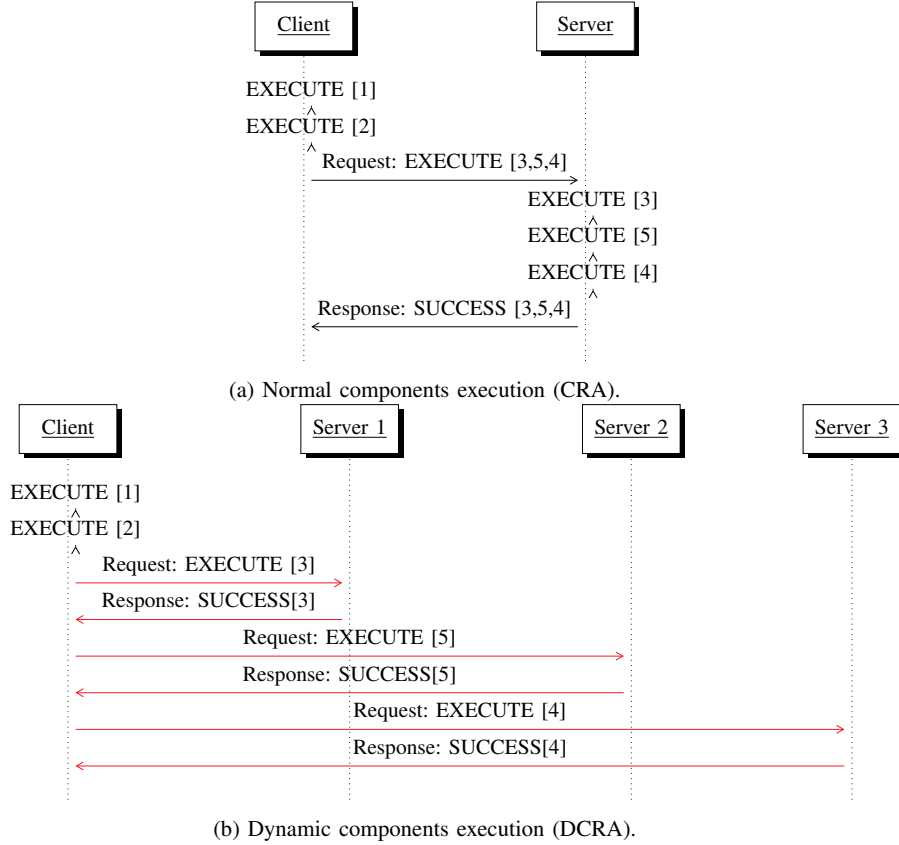 Client Server
EXECUTE [1]
EXECUTE [2]
Request: EXECUTE [3,5,4]
EXECUTE [3]
EXECUTE [5]
EXECUTE [4]
Response: SUCCESS [3,5,4]
(a) Normal components execution (CRA).
Client Server 1 Server 2 Server 3
EXECUTE [1]
EXECUTE [2]
Request: EXECUTE [3]
Response: SUCCESS[3]
Request: EXECUTE [5]
Response: SUCCESS[5]
Request: EXECUTE [4]
Response: SUCCESS[4]
(b) Dynamic components execution (DCRA).